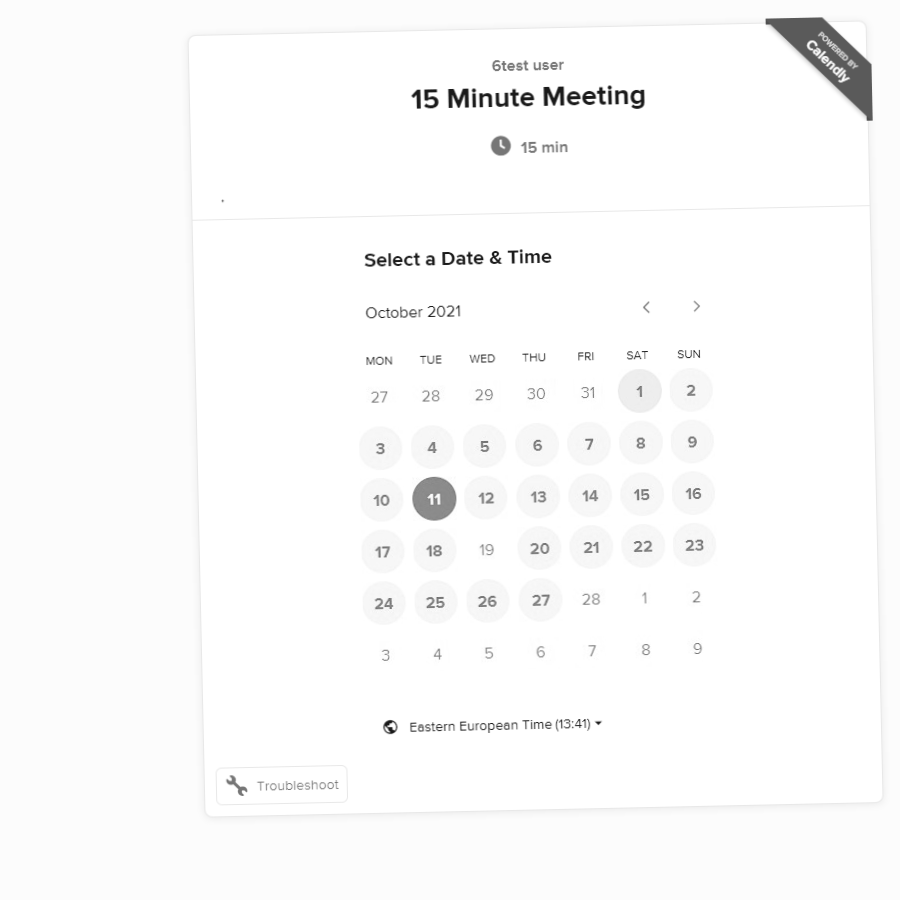 POWERED BY
Calendly
6test user
15 Minute Meeting
15 min
.
Select a Date & Time
October 2021
MON TUE WED THU FRI SAT SUN
27 28 29 30 31 1 2
3 4 5 6 7 8 9
10 11 12 13 14 15 16
17 18 19 20 21 22 23
24 25 26 27 28 1 2
3 4 5 6 7 8 9
Eastern European Time (13:41)
Troubleshoot